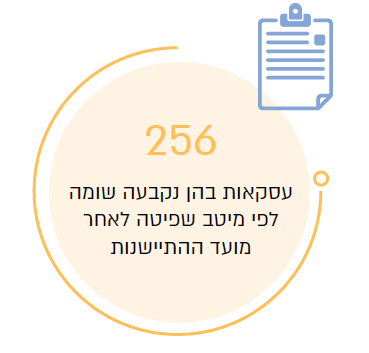 256
עסקאות בהן נקבעה שומה
לפי מיטב שפיטה לאחר
מועד ההתיישנות